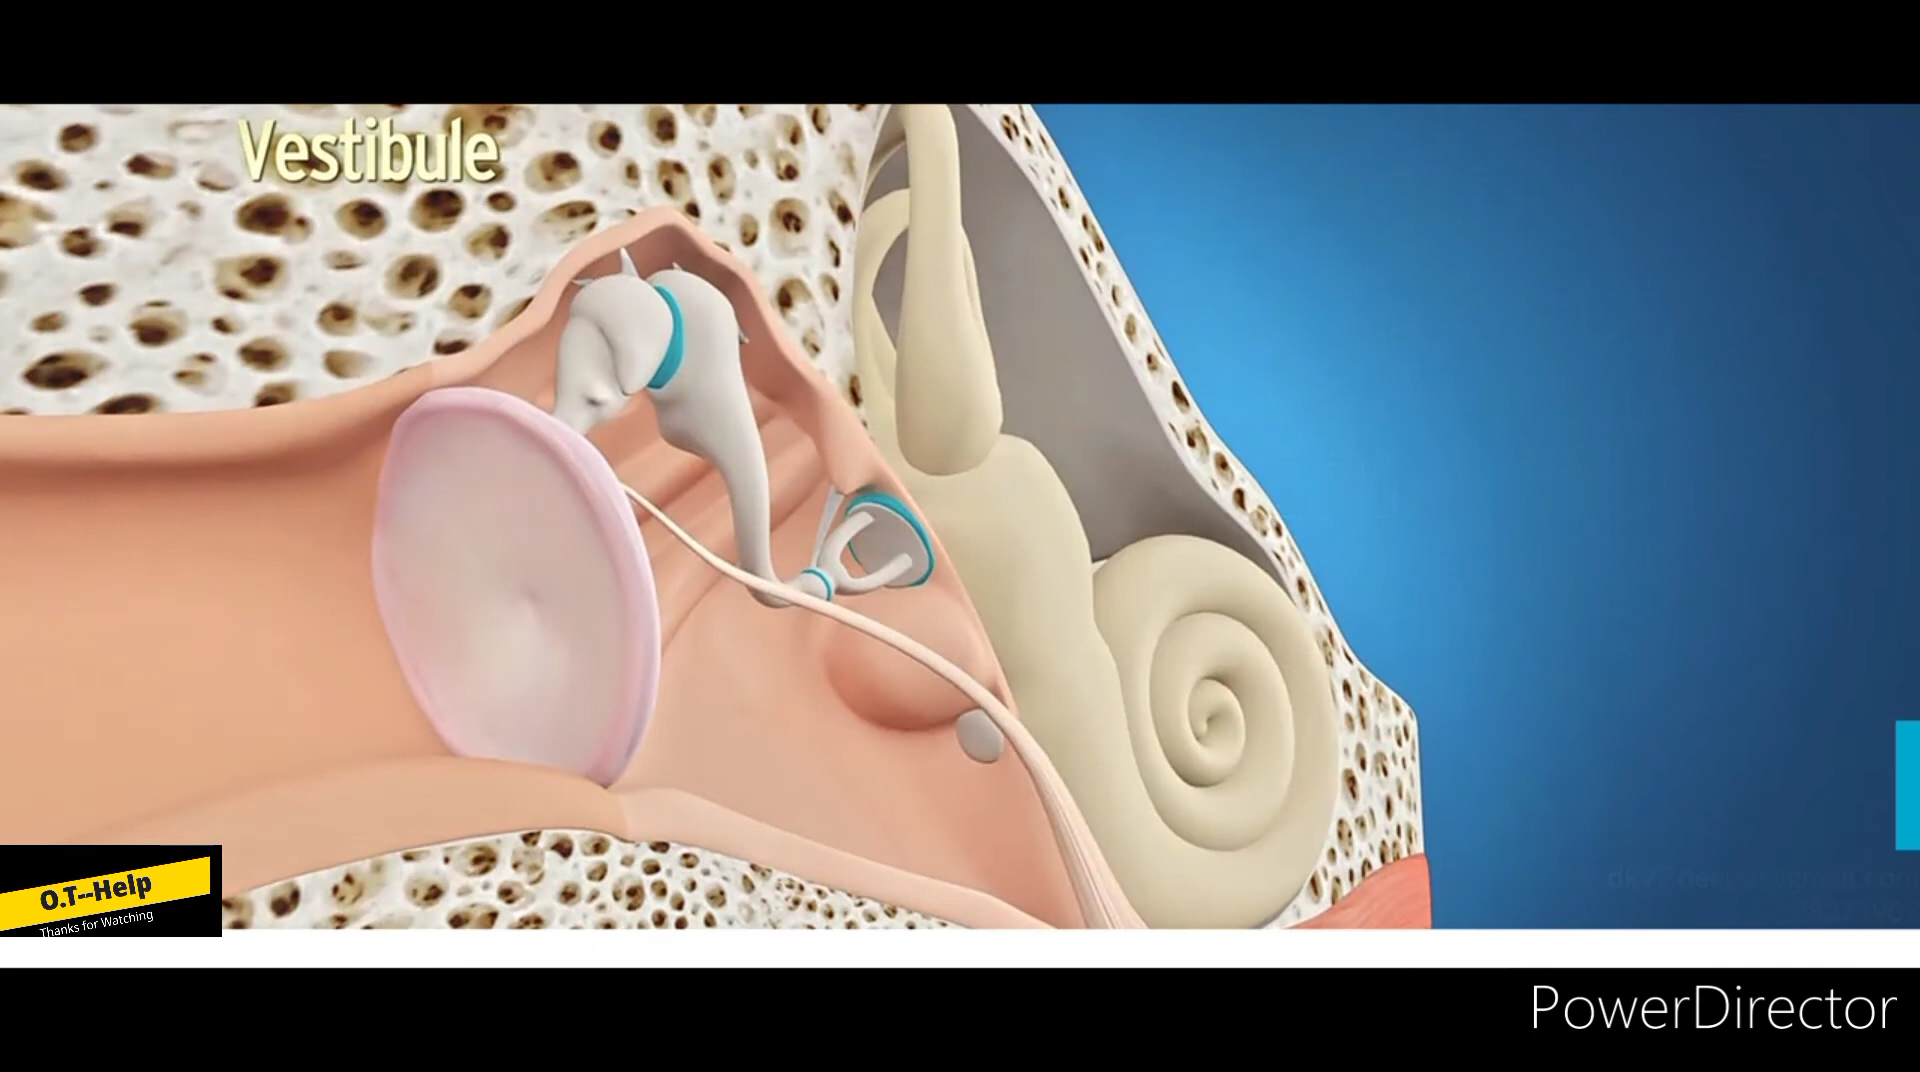 Vestibule
O.T--Help
Thanks for Watching
PowerDirector